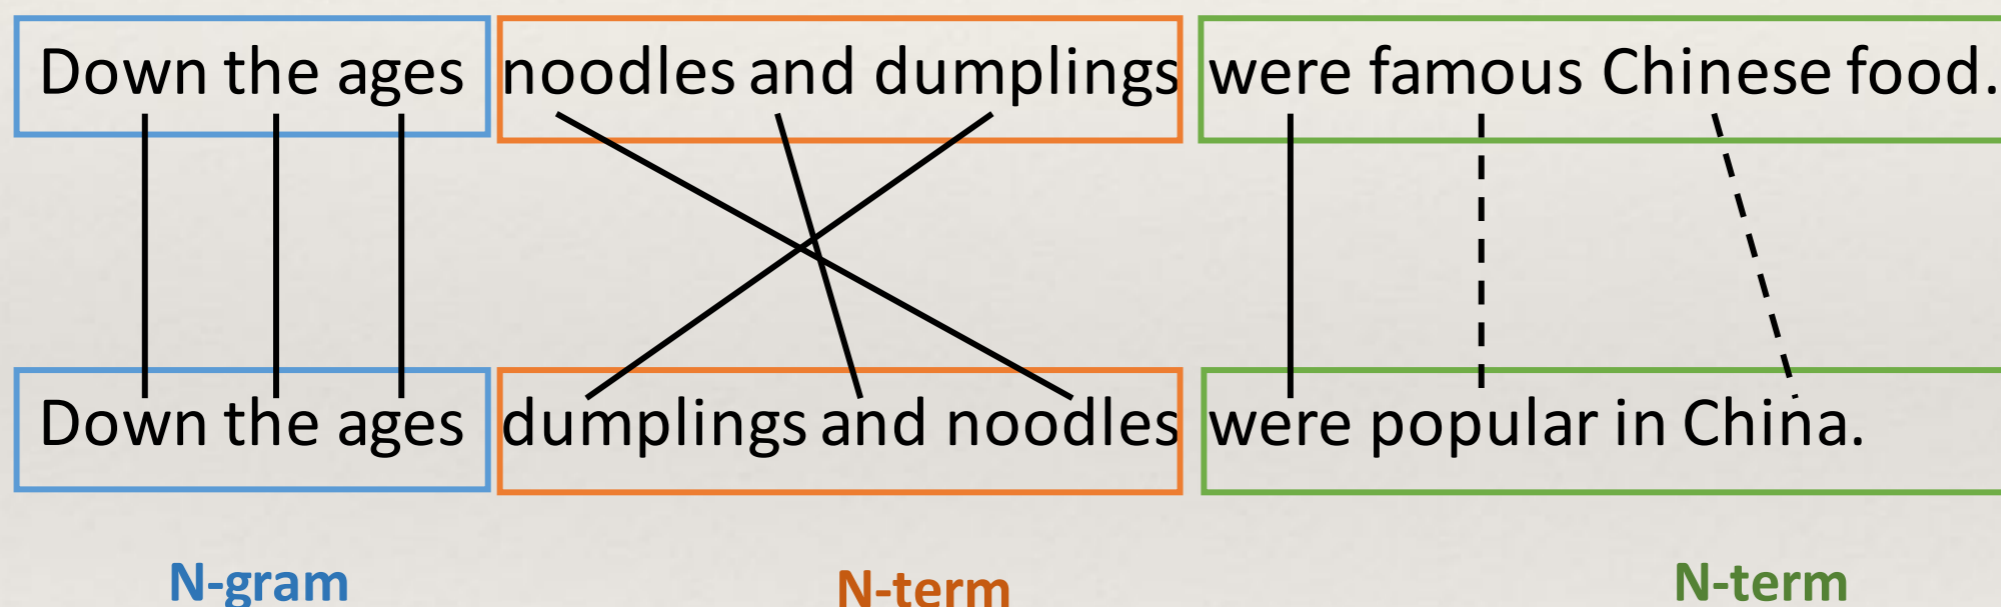 Down the ages noodles and dumplings were famous Chinese food.
Down the ages dumplings and noodles were popular in China.
N-gram N-term N-term